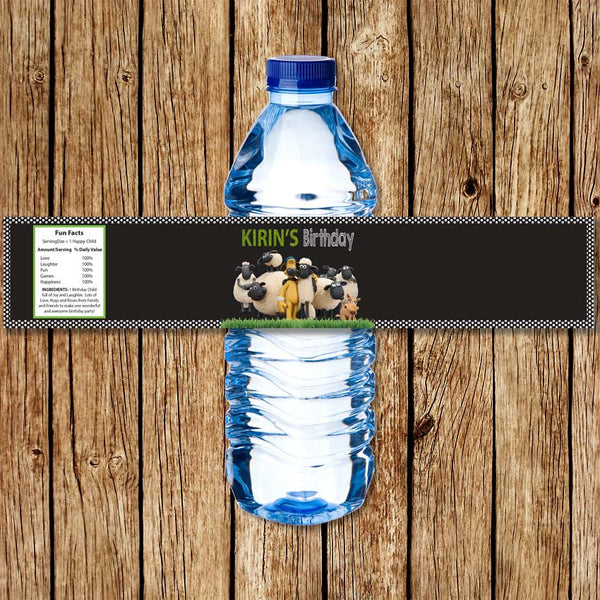 Fun Facts
ServingSize = 1 Happy Child
Amount/Serving % Daily Value
Love 100%
Laughter 100%
Fun 100%
Games 100%
Happiness 100%
INGREDIENTS: 1 Birthday Child
full of Joy and Laughter. Lots of
Love, Hugs and Kisses from Family
and friends to make one wonderful
and awesome birthday party!
KIRIN'S Birthday